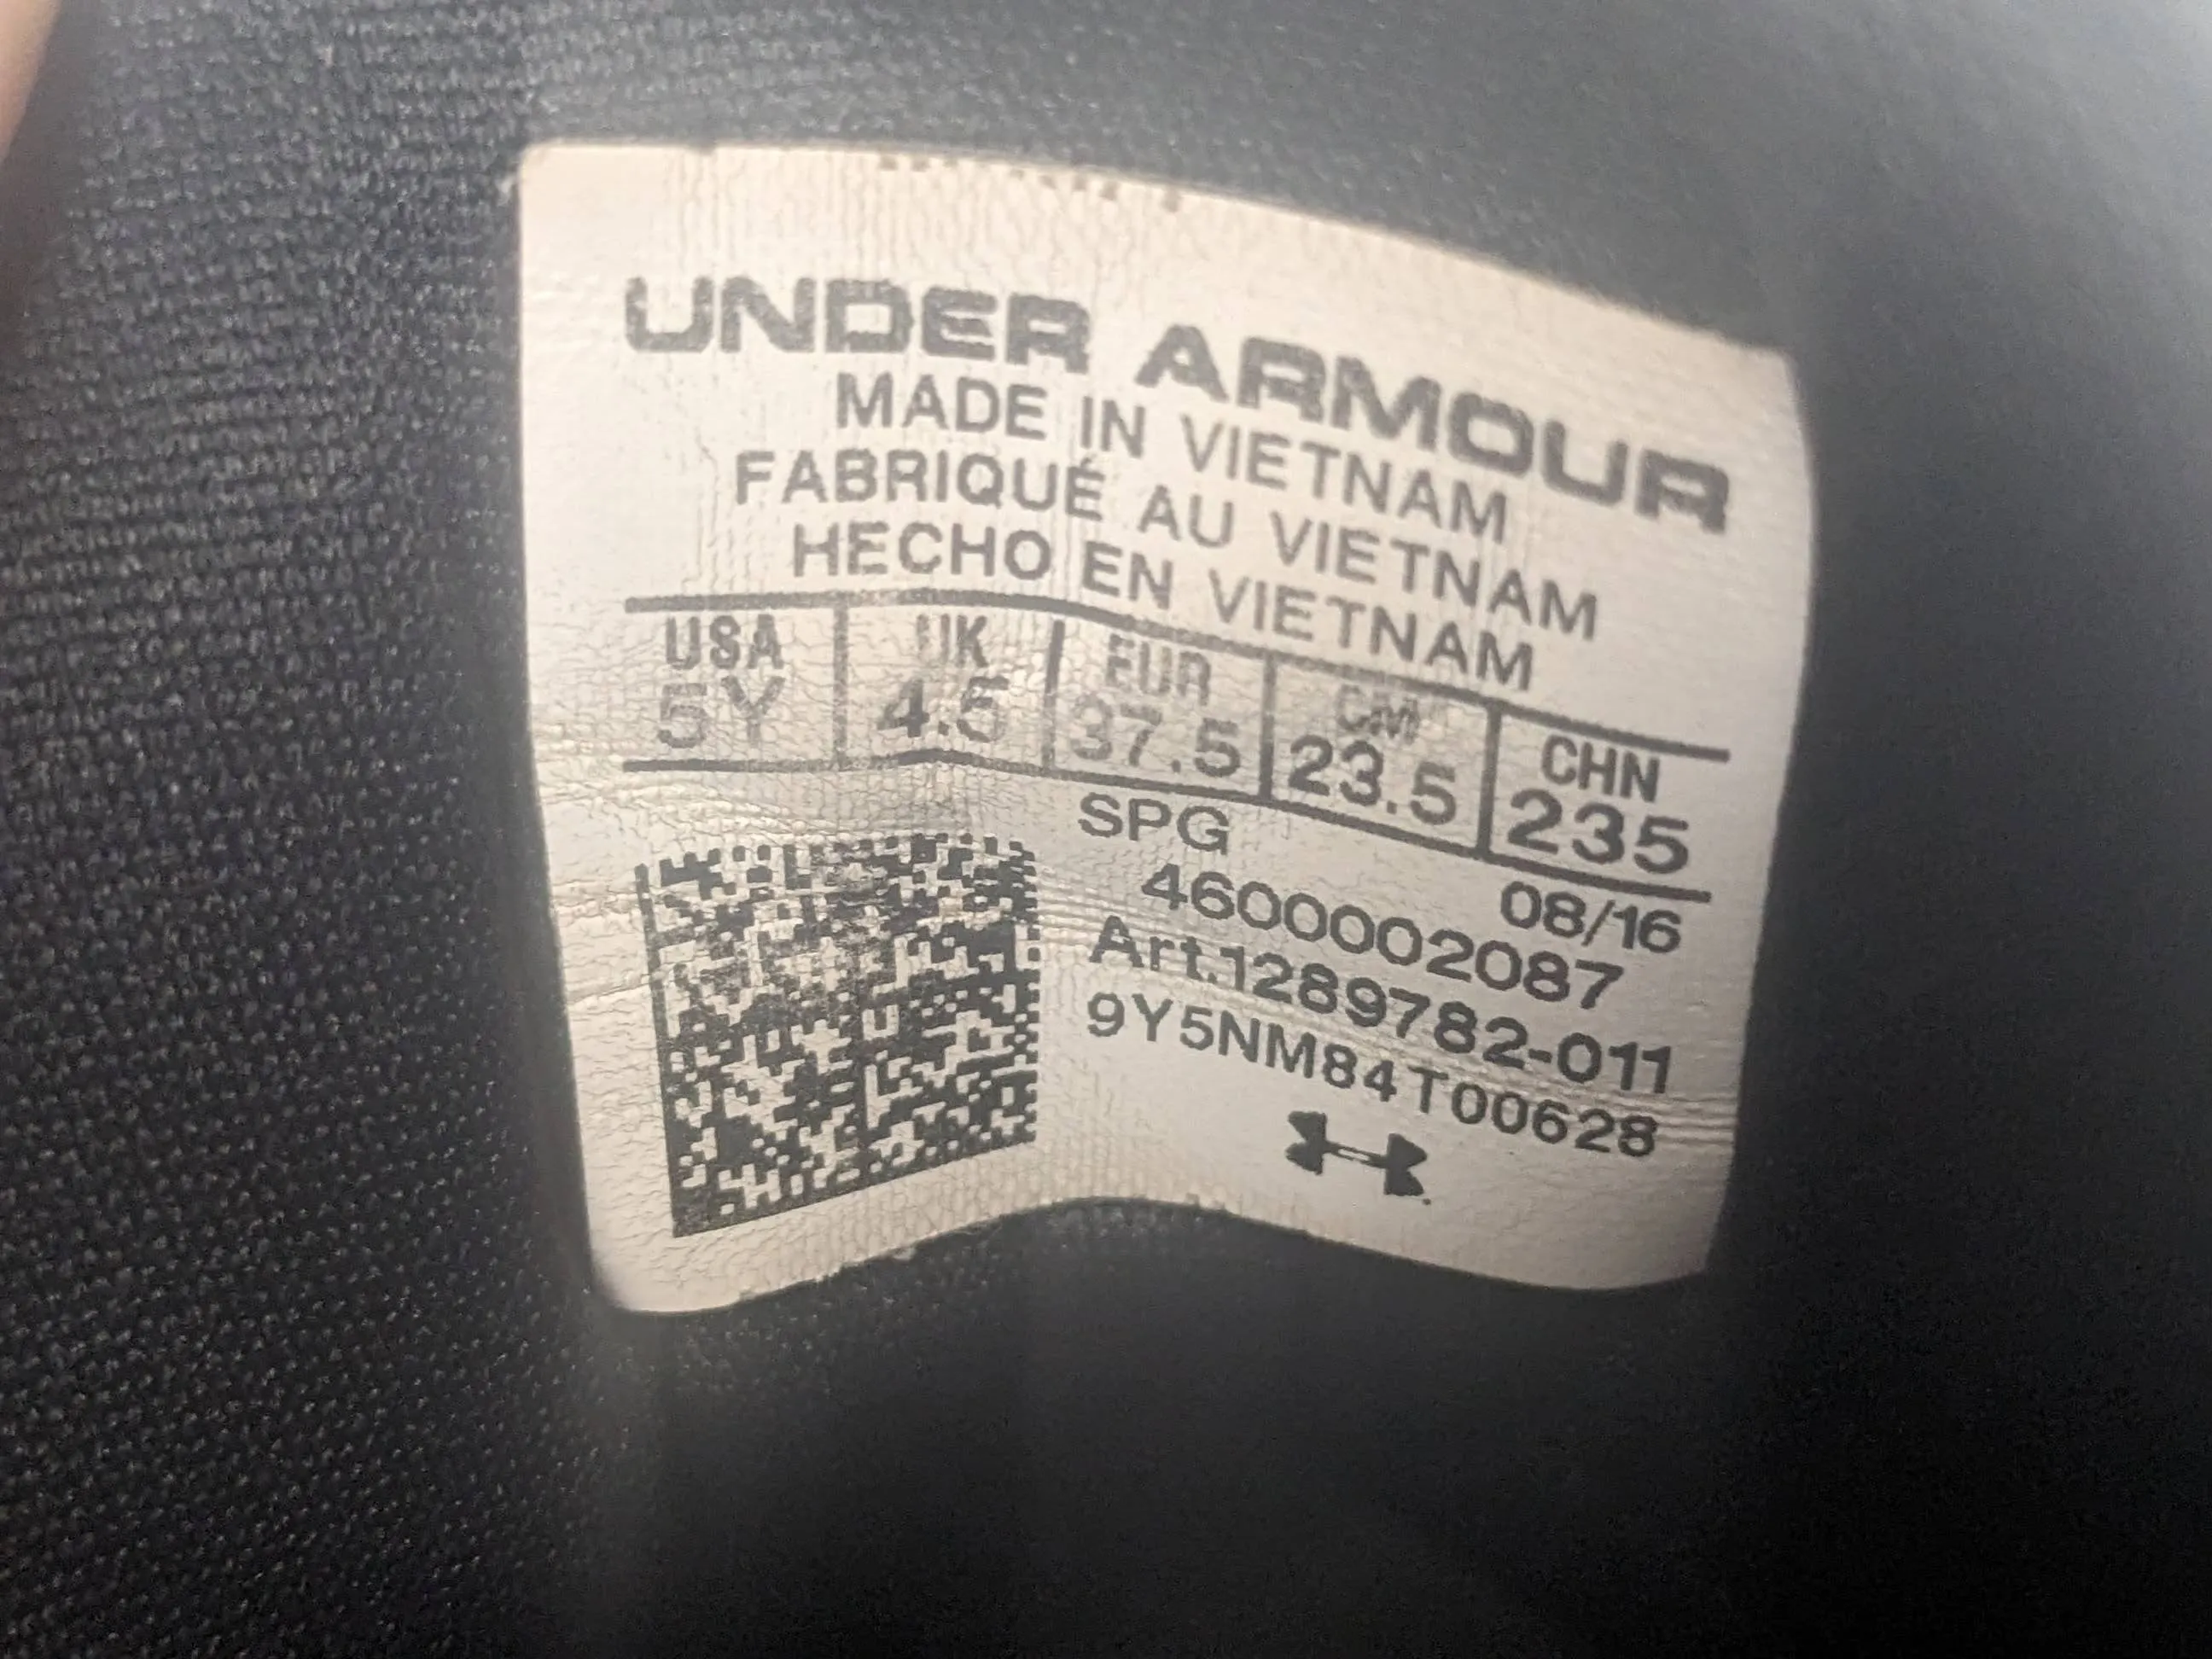 UNDER ARMOUR
MADE IN VIETNAM
FABRIQUÉ AU VIETNAM
HECHO EN VIETNAM
USA UK EUR CM CHN
5Y 4.5 37.5 23.5 235
SPG 08/16
4600002087
Art.1289782-011
9Y5NM84T00628